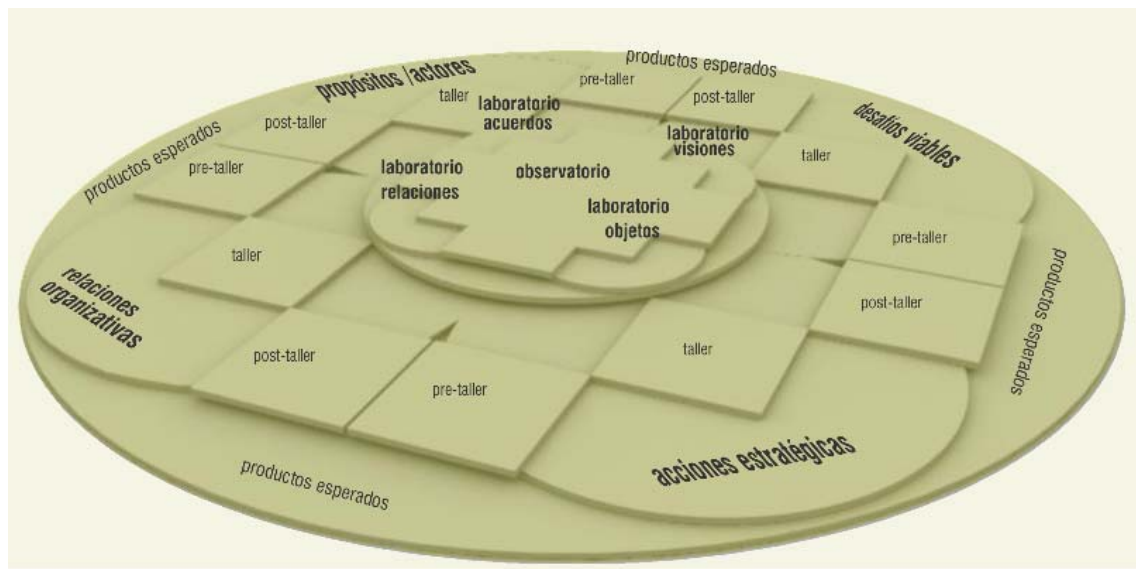 productos esperados
propósitos /actores
pre-taller
taller
laboratorio
acuerdos
post-taller
desafíos viables
post-taller
productos esperados
laboratorio
visiones
taller
pre-taller
laboratorio
relaciones
observatorio
laboratorio
objetos
pre-taller
taller
productos esperados
relaciones
organizativas
post-taller
post-taller
taller
pre-taller
acciones estratégicas
productos esperados